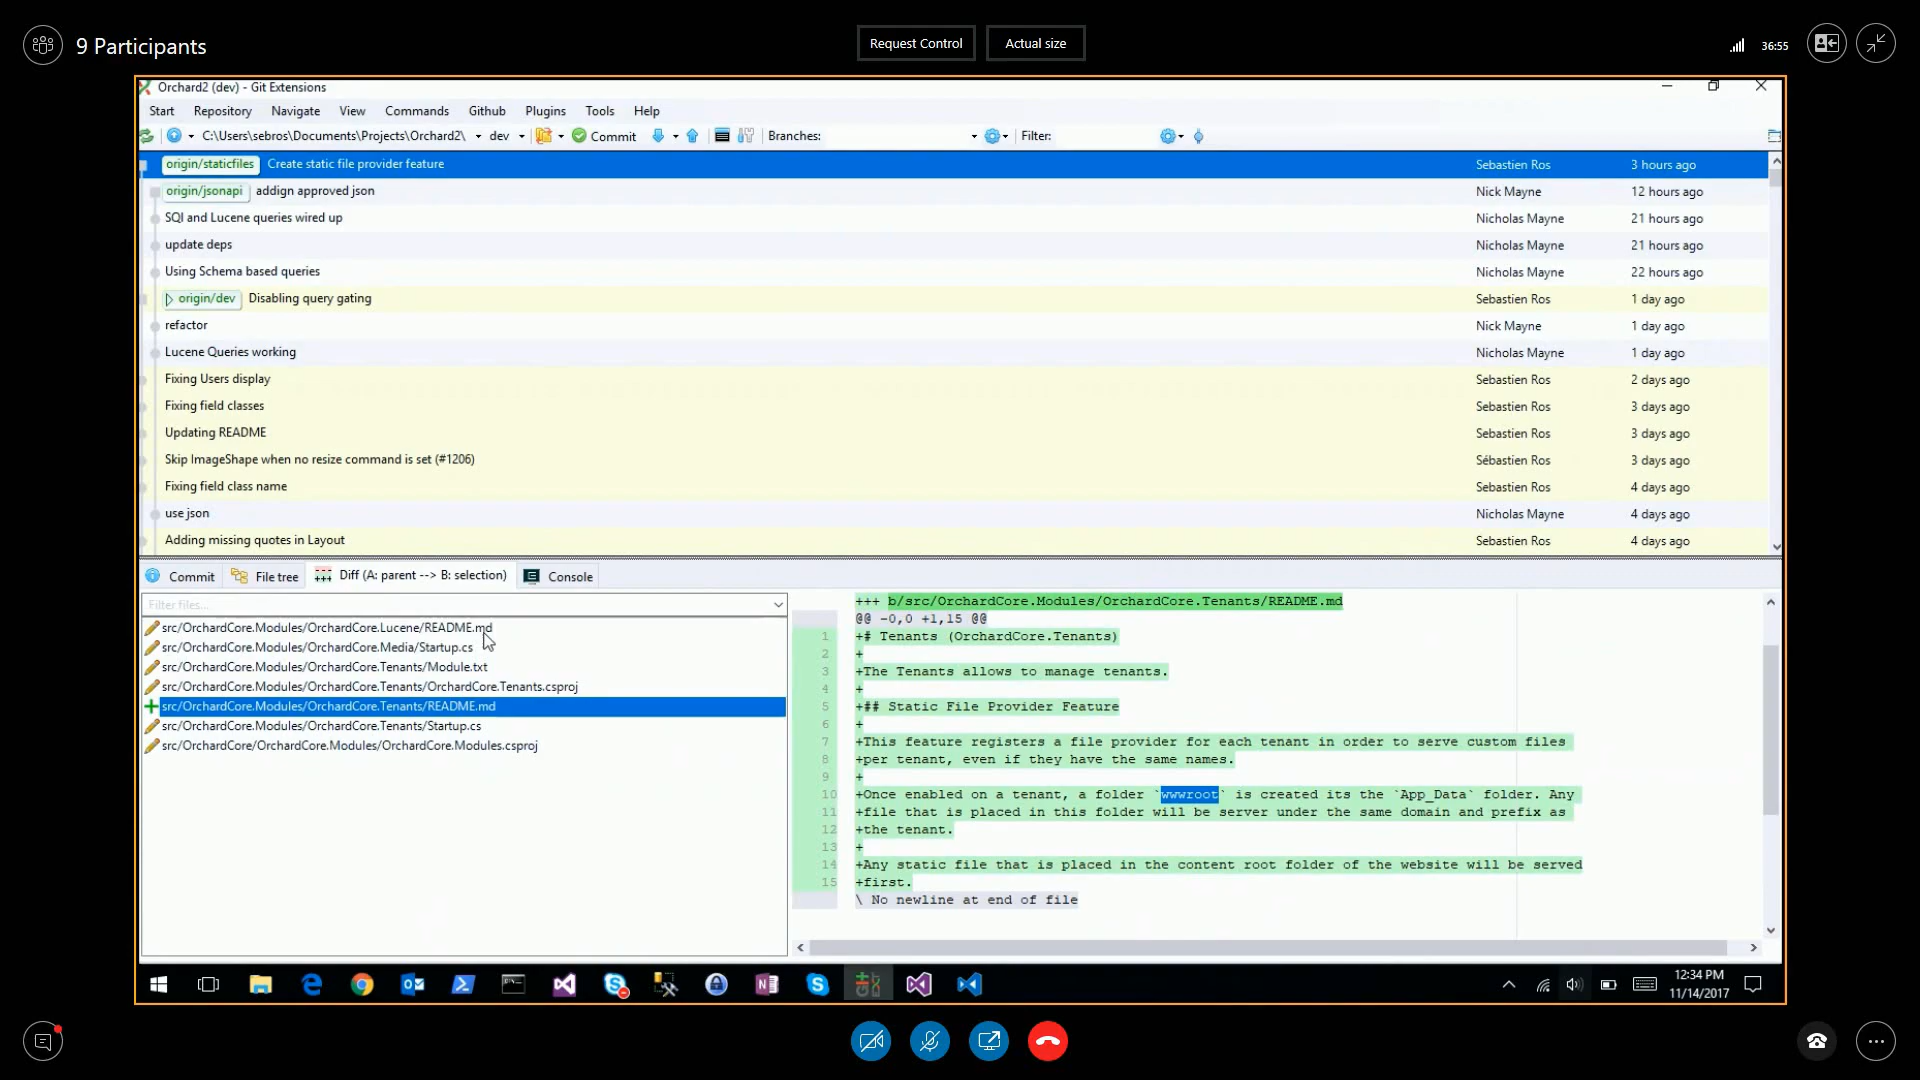 9 Participants
Request Control
Actual size
36:55
Orchard2 (dev) - Git Extensions
Start Repository Navigate View Commands Github Plugins Tools Help
C:\Users\sebros\Documents\Projects\Orchard2\ dev Commit Branches: Filter:
origin/staticfiles Create static file provider feature Sebastien Ros 3 hours ago
origin/jsonapi addign approved json Nick Mayne 12 hours ago
SQl and Lucene queries wired up Nicholas Mayne 21 hours ago
update deps Nicholas Mayne 21 hours ago
Using Schema based queries Nicholas Mayne 22 hours ago
origin/dev Disabling query gating Sebastien Ros 1 day ago
refactor Nick Mayne 1 day ago
Lucene Queries working Nicholas Mayne 1 day ago
Fixing Users display Sebastien Ros 2 days ago
Fixing field classes Sebastien Ros 3 days ago
Updating README Sebastien Ros 3 days ago
Skip ImageShape when no resize command is set (#1206) Sébastien Ros 3 days ago
Fixing field class name Sebastien Ros 4 days ago
use json Nicholas Mayne 4 days ago
Adding missing quotes in Layout Sebastien Ros 4 days ago
Commit File tree Diff (A: parent --> B: selection) Console
Filter files...
src/OrchardCore.Modules/OrchardCore.Lucene/README.md
src/OrchardCore.Modules/OrchardCore.Media/Startup.cs
src/OrchardCore.Modules/OrchardCore.Tenants/Module.txt
src/OrchardCore.Modules/OrchardCore.Tenants/OrchardCore.Tenants.csproj
src/OrchardCore.Modules/OrchardCore.Tenants/README.md
src/OrchardCore.Modules/OrchardCore.Tenants/Startup.cs
src/OrchardCore/OrchardCore.Modules/OrchardCore.Modules.csproj
+++ b/src/OrchardCore.Modules/OrchardCore.Tenants/README.md
@@ -0,0 +1,15 @@
1 +# Tenants (OrchardCore.Tenants)
2 +
3 +The Tenants allows to manage tenants.
4 +
5 +## Static File Provider Feature
6 +
7 +This feature registers a file provider for each tenant in order to serve custom files
8 +per tenant, even if they have the same names.
9 +
10 +Once enabled on a tenant, a folder `wwwroot` is created its the `App_Data` folder. Any
11 +file that is placed in this folder will be server under the same domain and prefix as
12 +the tenant.
13 +
14 +Any static file that is placed in the content root folder of the website will be served
15 +first.
\ No newline at end of file
12:34 PM
11/14/2017